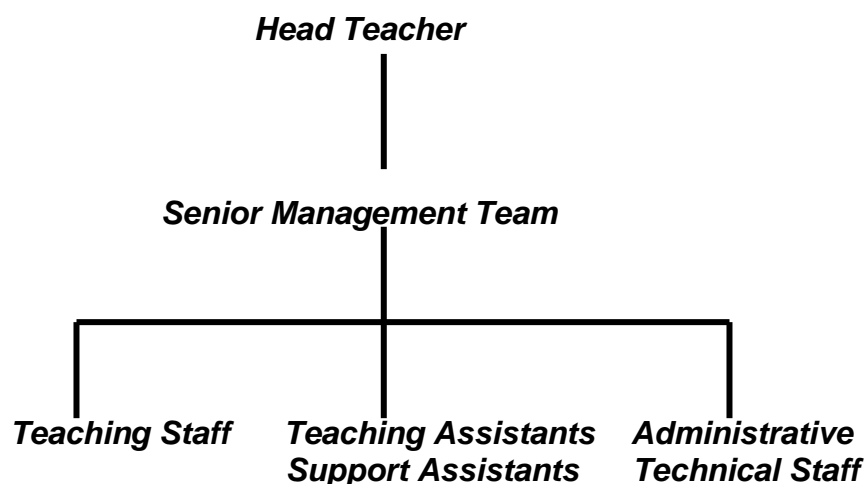 Head Teacher
Senior Management Team
Teaching Staff
Teaching Assistants
Support Assistants
Administrative
Technical Staff